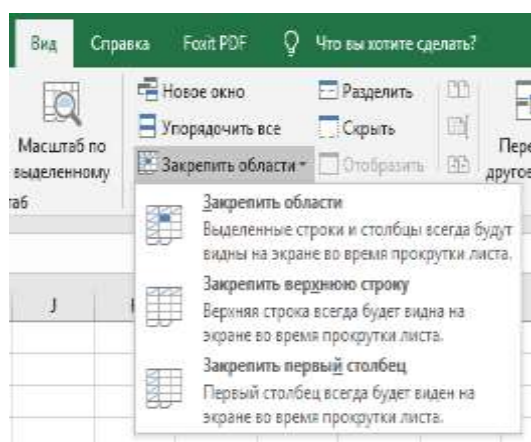 Вид Справка Foxit PDF Что вы хотите сделать?
Новое окно Разделить
Упорядочить все Скрыть
Масштаб по
выделенному
Закрепить области Отобразить
Закрепить области
Выделенные строки и столбцы всегда будут
видны на экране во время прокрутки листа.
Закрепить верхнюю строку
Верхняя строка всегда будет видна на
экране во время прокрутки листа.
Закрепить первый столбец
Первый столбец всегда будет виден на
экране во время прокрутки листа.
J